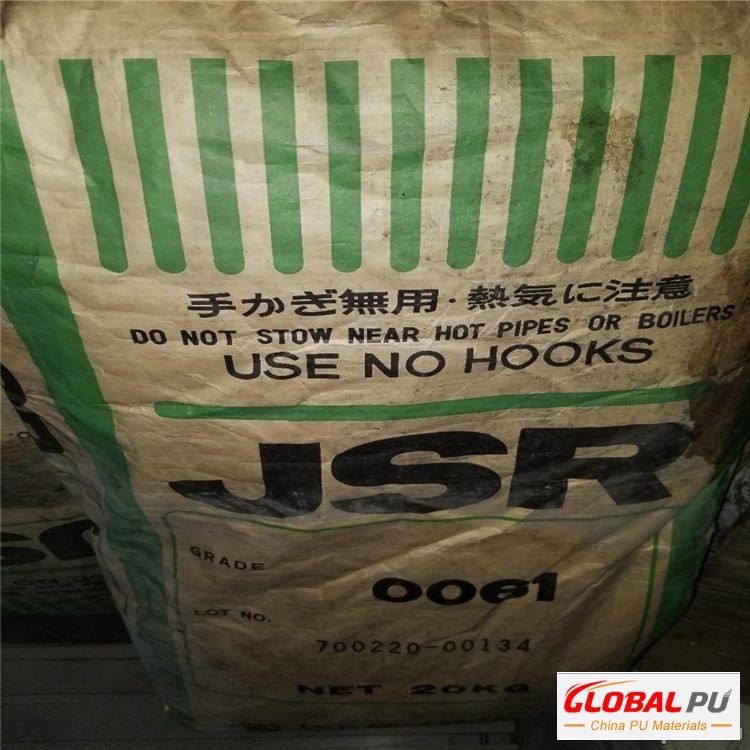 手かぎ無用・熱気に注意
DO NOT STOW NEAR HOT PIPES OR BOILERS
USE NO HOOKS
JSR
GRADE
0061
LOT NO.
700220-00134
NET 20KG
GLOBAL PU
China PU Materials